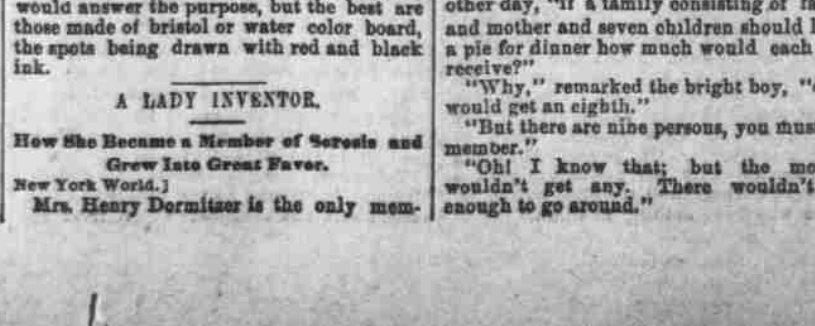 would answer the purpose, but the best are
those made of bristol or water color board,
the spots being drawn with red and black
ink.
A LADY INVENTOR.
How She Became a Member of Sorosis and
Grew Into Great Favor.
New York World.]
Mrs. Henry Dormitzer is the only mem-
other day, "If a family consisting of
and mother and seven children should
a pie for dinner how much would each
receive?"
"Why," remarked the bright boy,
would get an eighth."
"But there are nine persons, you
member."
"Oh! I know that; but the
wouldn't get any. There wouldn't
enough to go around."